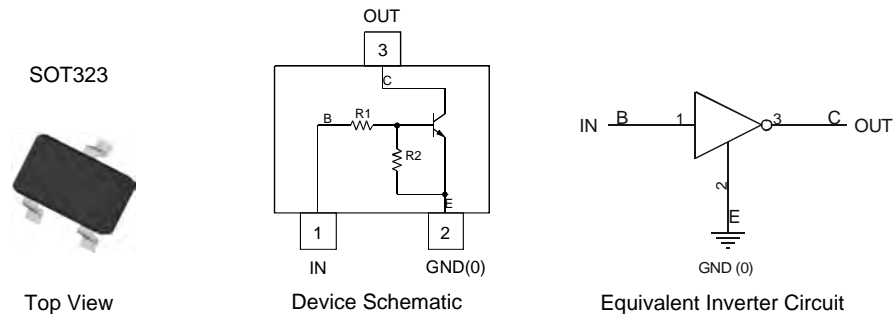 SOT323
Top View
OUT
3
C
B
R1
R2
E
1
2
IN
GND(0)
Device Schematic
IN
B
1
3
C
OUT
2
E
GND (0)
Equivalent Inverter Circuit